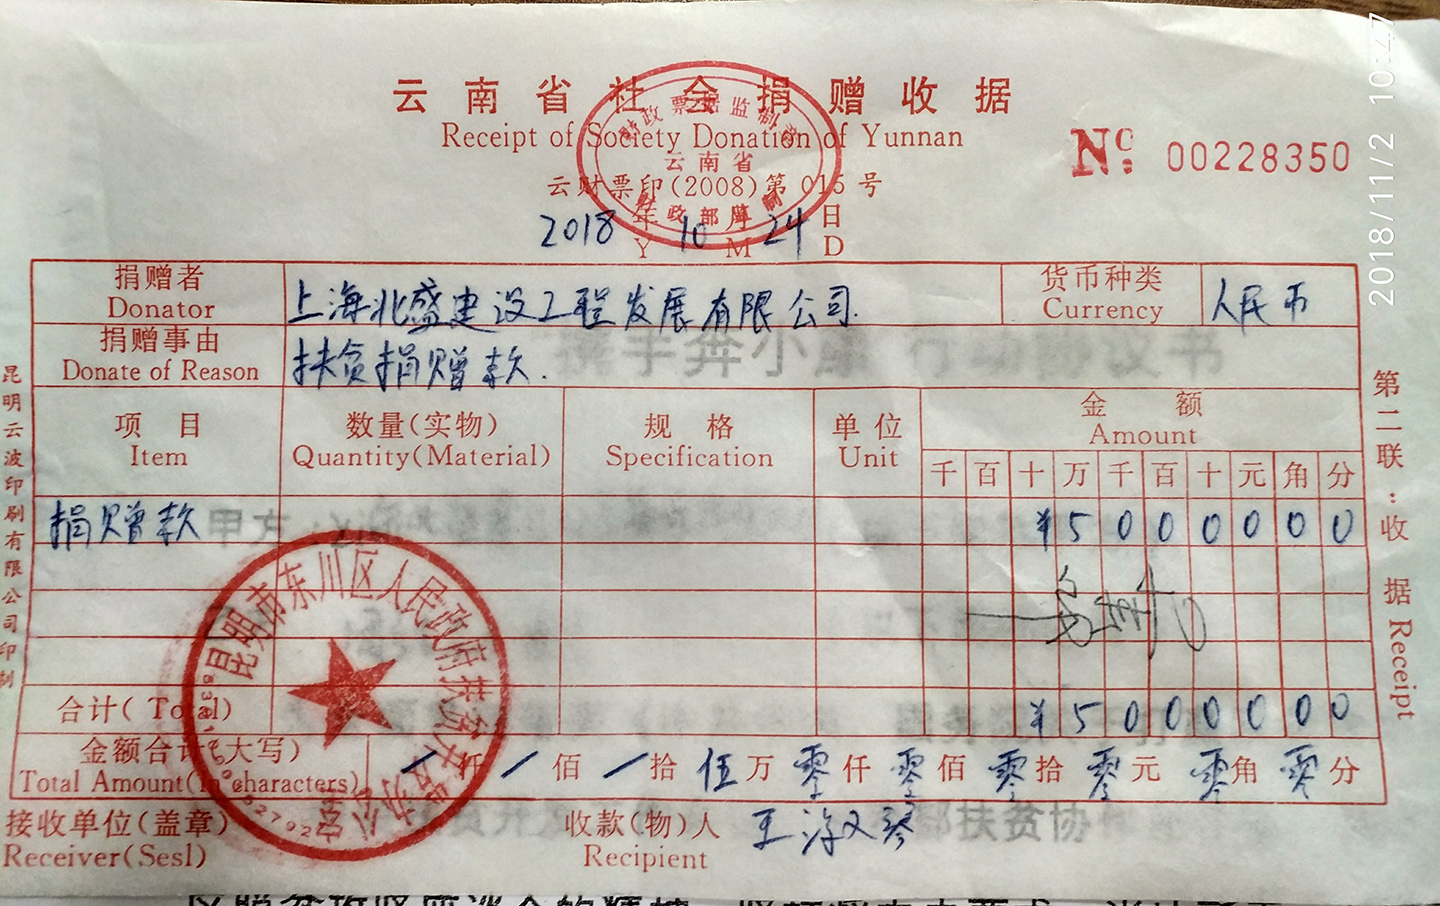 云南省社会捐赠收据
Receipt of Society Donation of Yunnan
云财票印(2008)第015号
No: 00228350
财政票据监制章
云南省
财政部监制
2018年10月24日
Y M D
捐赠者 上海北盛建设工程发展有限公司. 货币种类 人民币
Donator Currency
捐赠事由 扶贫捐赠款.
Donate of Reason
项目 数量(实物) 规格 单位 金额
Item Quantity(Material) Specification Unit Amount
千 百 十 万 千 百 十 元 角 分
捐赠款 ¥ 5 0 0 0 0 0 0
合计(Total) ¥ 5 0 0 0 0 0 0
金额合计(大写) / 仟 / 佰 / 拾 伍 万 零 仟 零 佰 零 拾 零 元 零 角 零 分
Total Amount(In characters)
接收单位(盖章) 收款(物)人 王
Receiver(Sesl) Recipient
昆明市东川区人民政府扶贫开发办公室
昆明云波印刷有限公司印制
第二联：收据 Receipt
2018/11/2 10:47